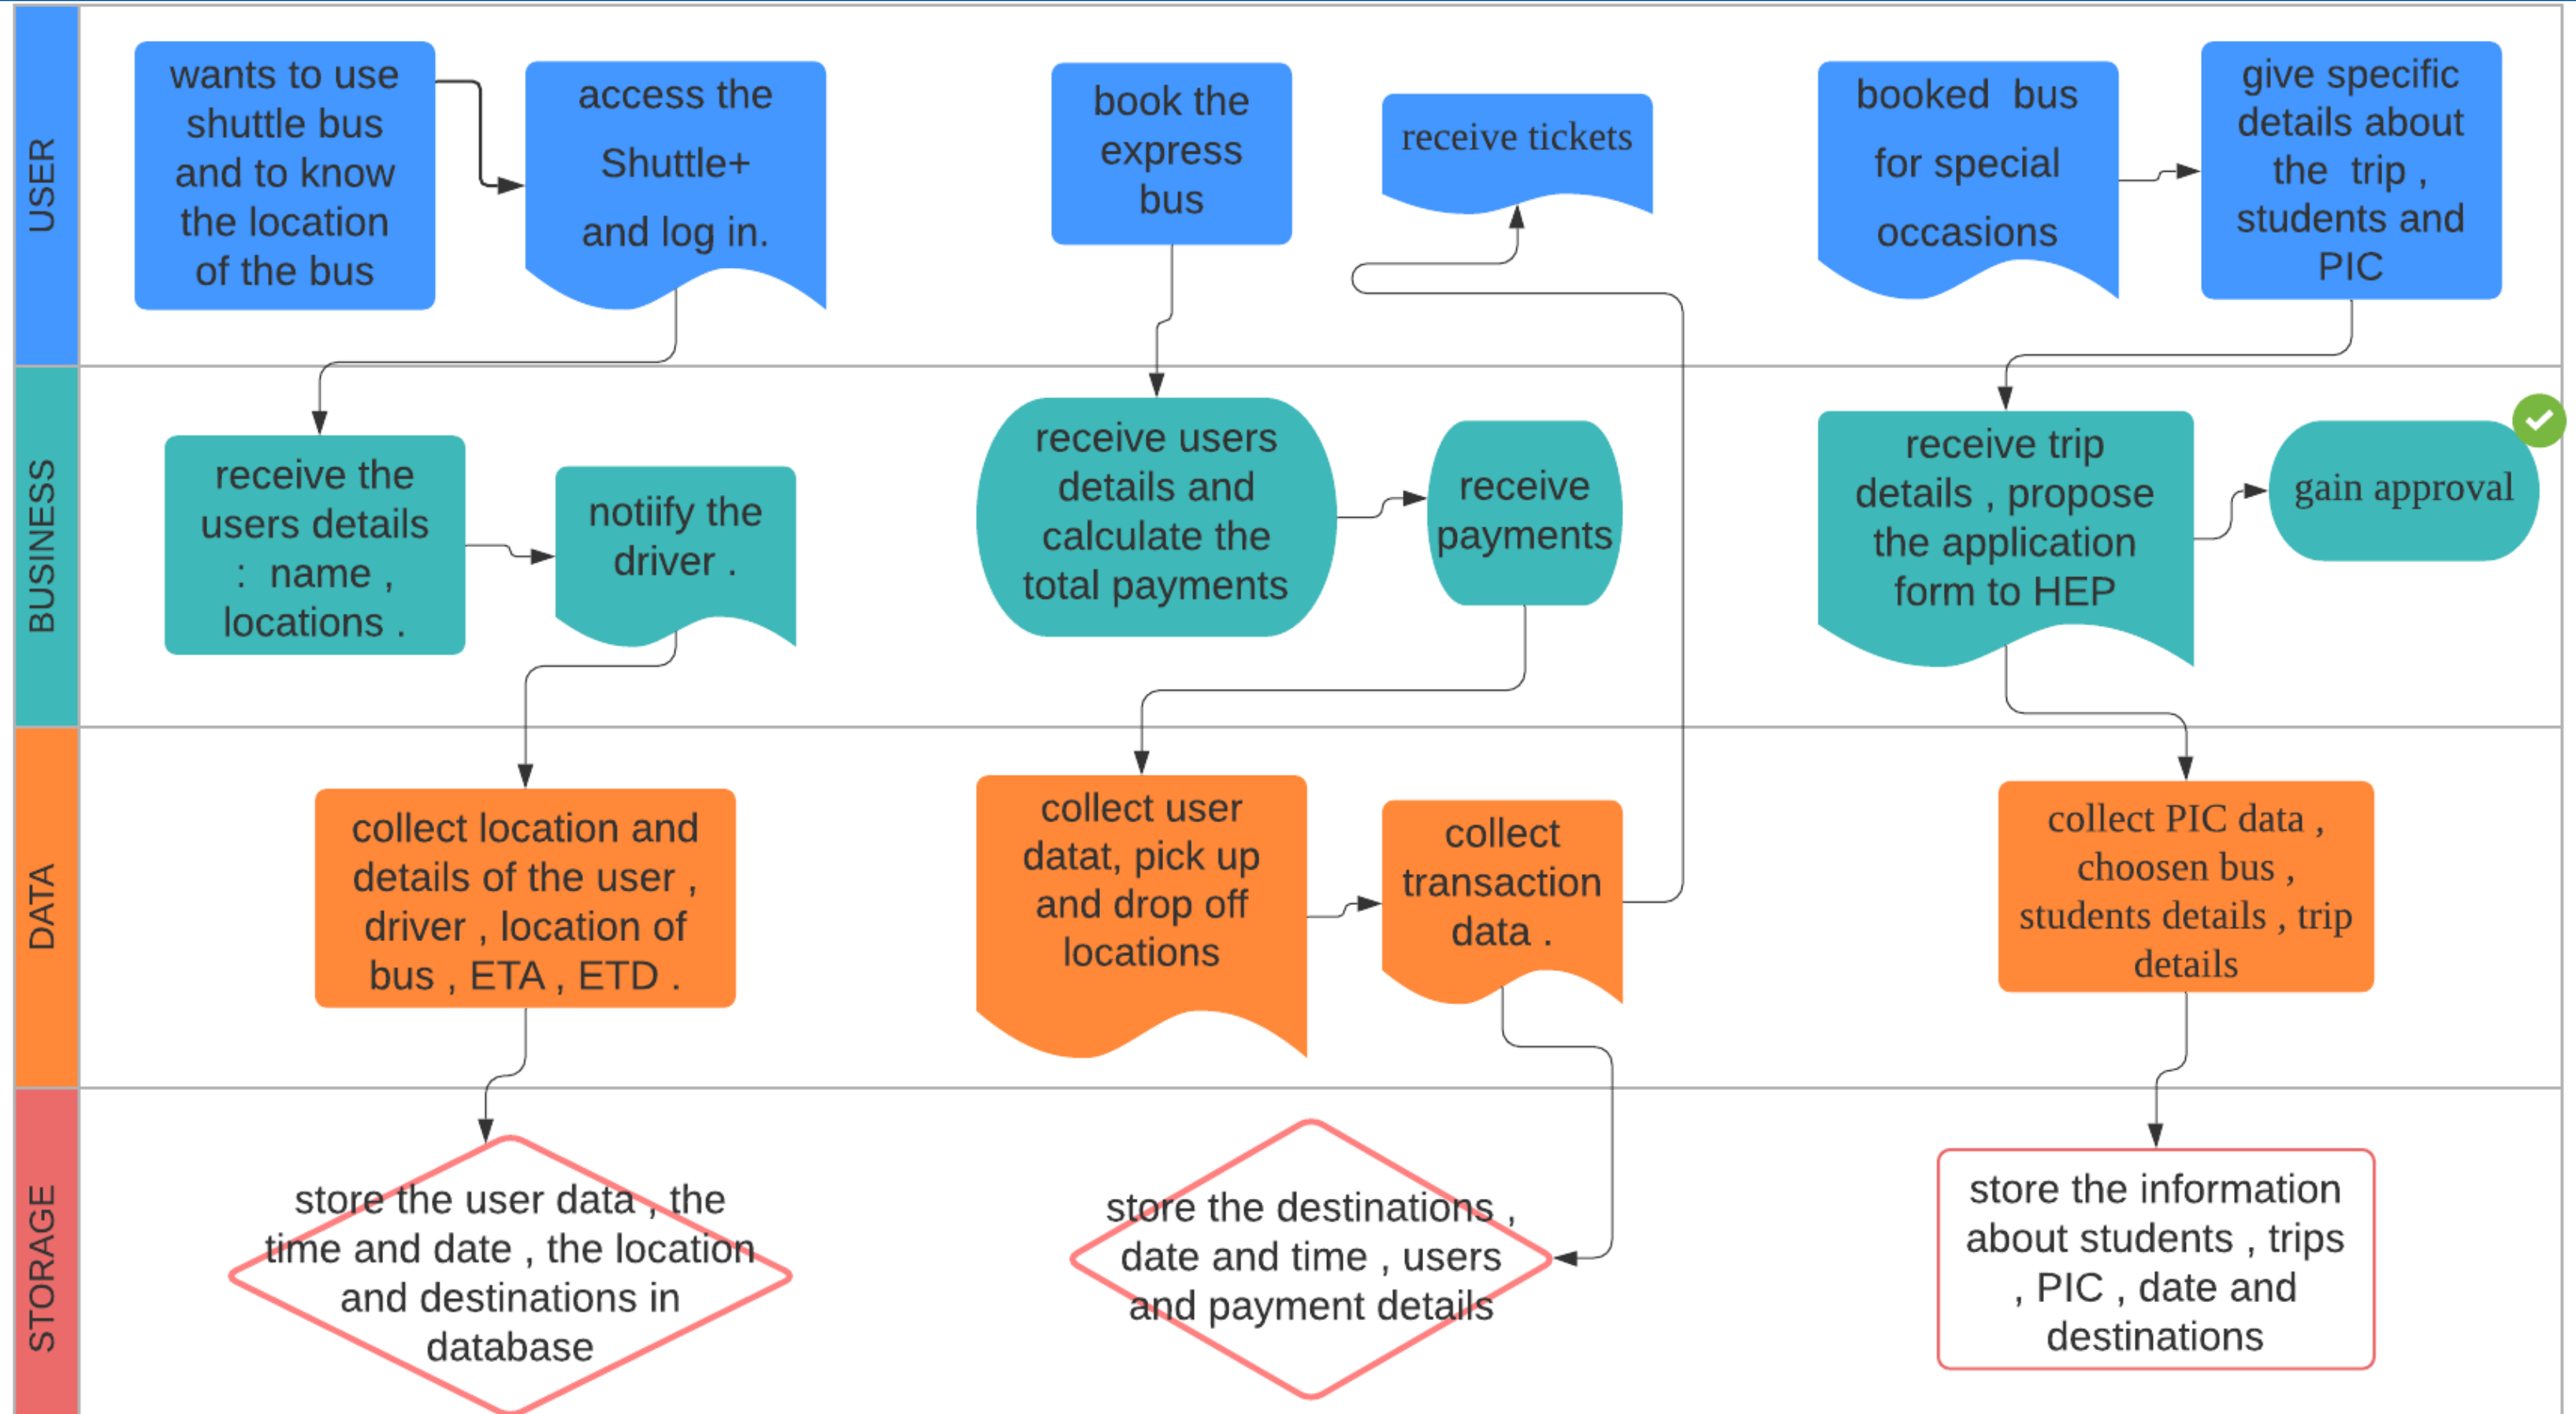 USER
wants to use
shuttle bus
and to know
the location
of the bus
access the
Shuttle+
and log in.
book the
express
bus
receive tickets
booked  bus
for special
occasions
give specific
details about
the  trip ,
students and
PIC
BUSINESS
receive the
users details
:  name ,
locations .
notiify the
driver .
receive users
details and
calculate the
total payments
receive
payments
receive trip
details , propose
the application
form to HEP
gain approval
DATA
collect location and
details of the user ,
driver , location of
bus , ETA , ETD .
collect user
datat, pick up
and drop off
locations
collect
transaction
data .
collect PIC data ,
choosen bus ,
students details , trip
details
STORAGE
store the user data , the
time and date , the location
and destinations in
database
store the destinations ,
date and time , users
and payment details
store the information
about students , trips
, PIC , date and
destinations